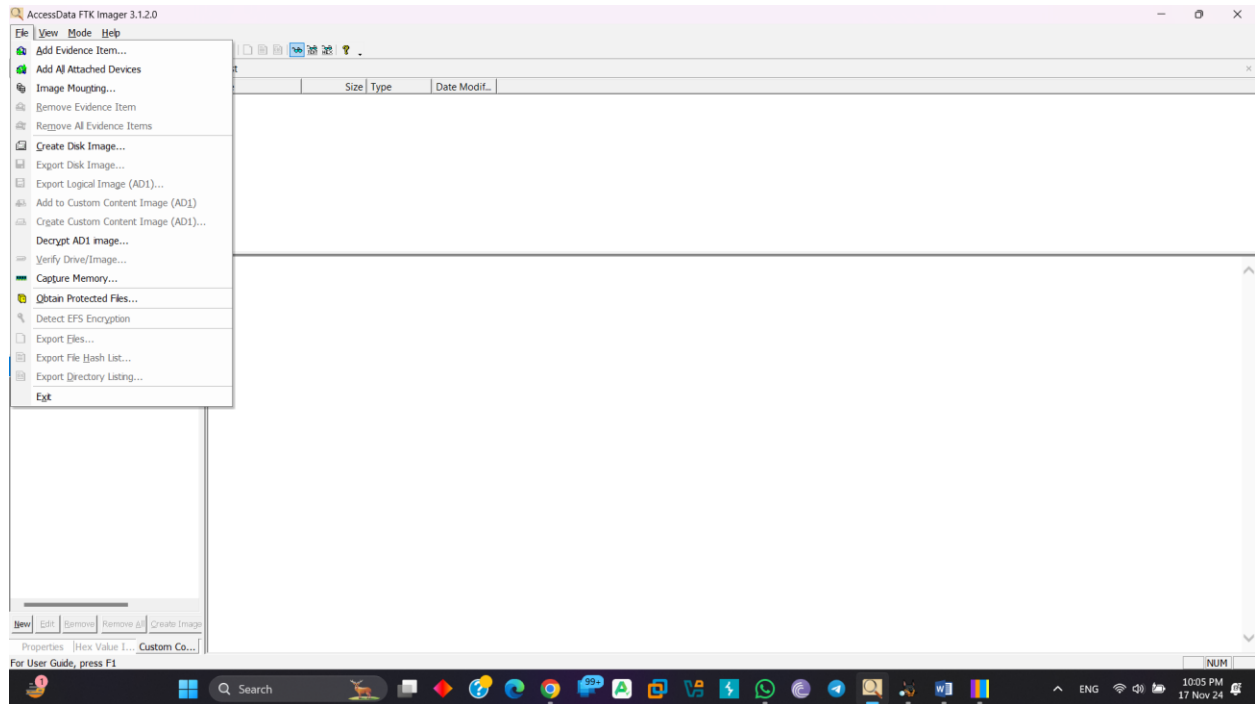 AccessData FTK Imager 3.1.2.0
File View Mode Help
Add Evidence Item...
Add All Attached Devices
Image Mounting...
Remove Evidence Item
Remove All Evidence Items
Create Disk Image...
Export Disk Image...
Export Logical Image (AD1)...
Add to Custom Content Image (AD1)
Create Custom Content Image (AD1)...
Decrypt AD1 image...
Verify Drive/Image...
Capture Memory...
Obtain Protected Files...
Detect EFS Encryption
Export Files...
Export File Hash List...
Export Directory Listing...
Exit
Size Type Date Modif...
New Edit Remove Remove All Create Image
Properties Hex Value I... Custom Co...
For User Guide, press F1
NUM
1
Search
99+
ENG
10:05 PM
17 Nov 24